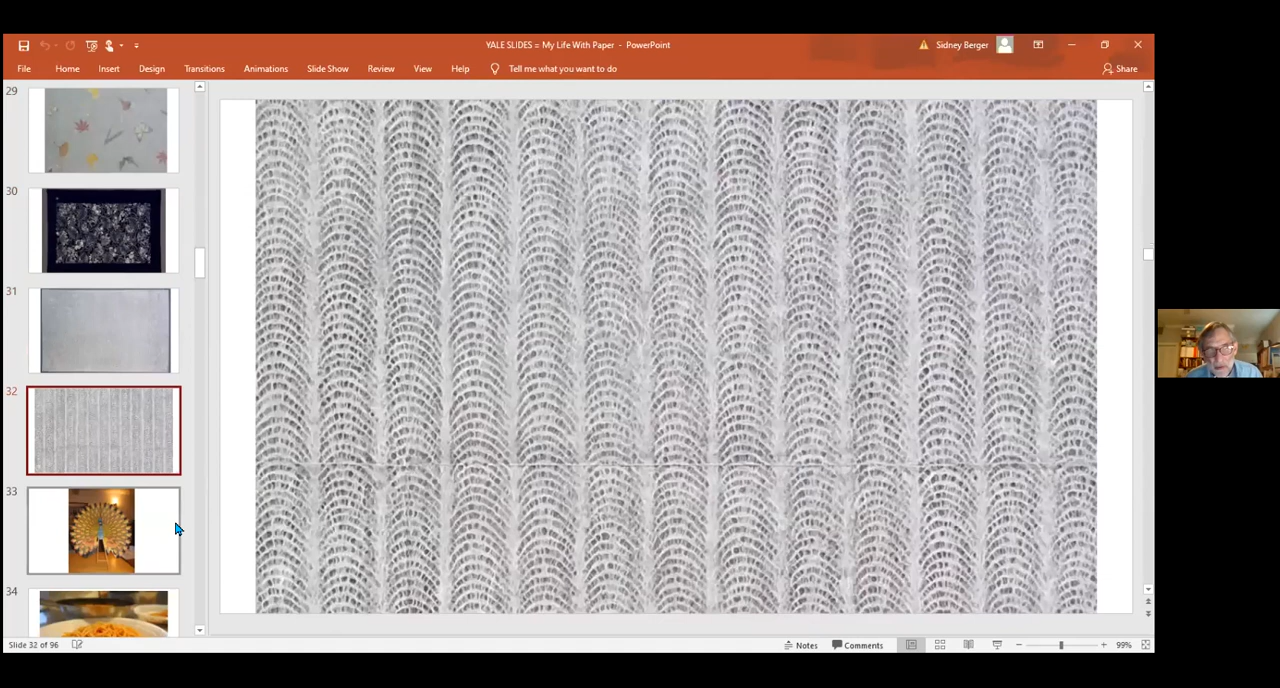 YALE SLIDES = My Life With Paper - PowerPoint
Sidney Berger
File Home Insert Design Transitions Animations Slide Show Review View Help Tell me what you want to do
Share
29
30
31
32
33
34
Slide 32 of 96
Notes
Comments
99%